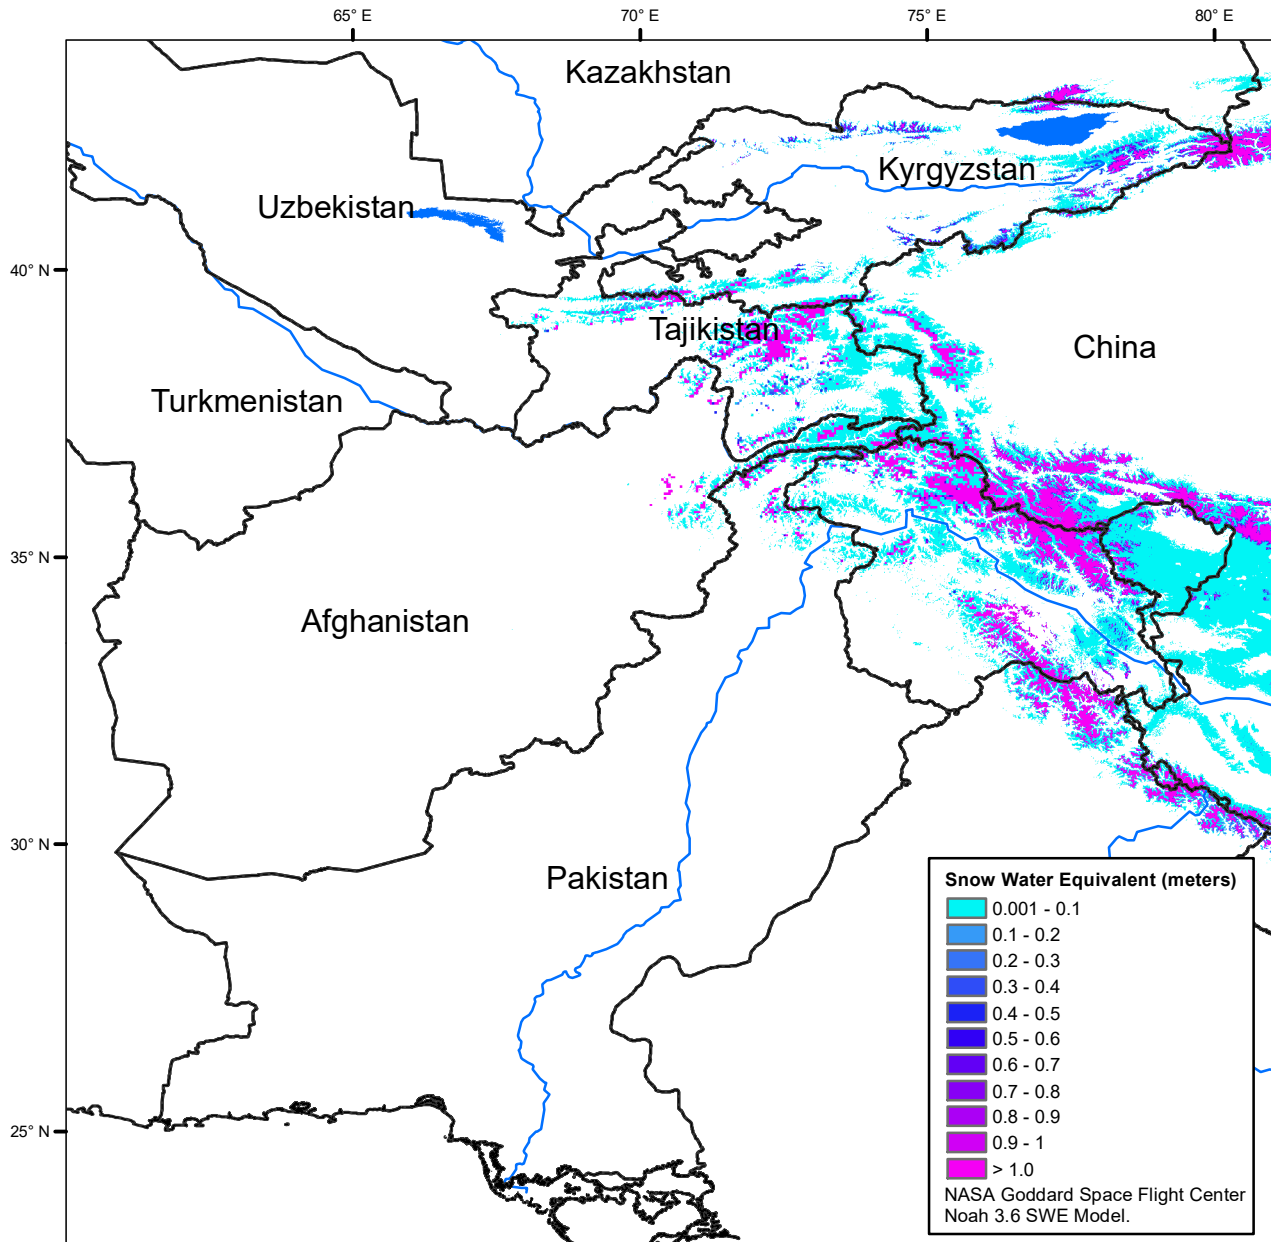 65° E
70° E
75° E
80° E
Kazakhstan
Kyrgyzstan
Uzbekistan
40° N
Tajikistan
China
Turkmenistan
35° N
Afghanistan
30° N
Pakistan
25° N
Snow Water Equivalent (meters)
0.001 - 0.1
0.1 - 0.2
0.2 - 0.3
0.3 - 0.4
0.4 - 0.5
0.5 - 0.6
0.6 - 0.7
0.7 - 0.8
0.8 - 0.9
0.9 - 1
> 1.0
NASA Goddard Space Flight Center
Noah 3.6 SWE Model.